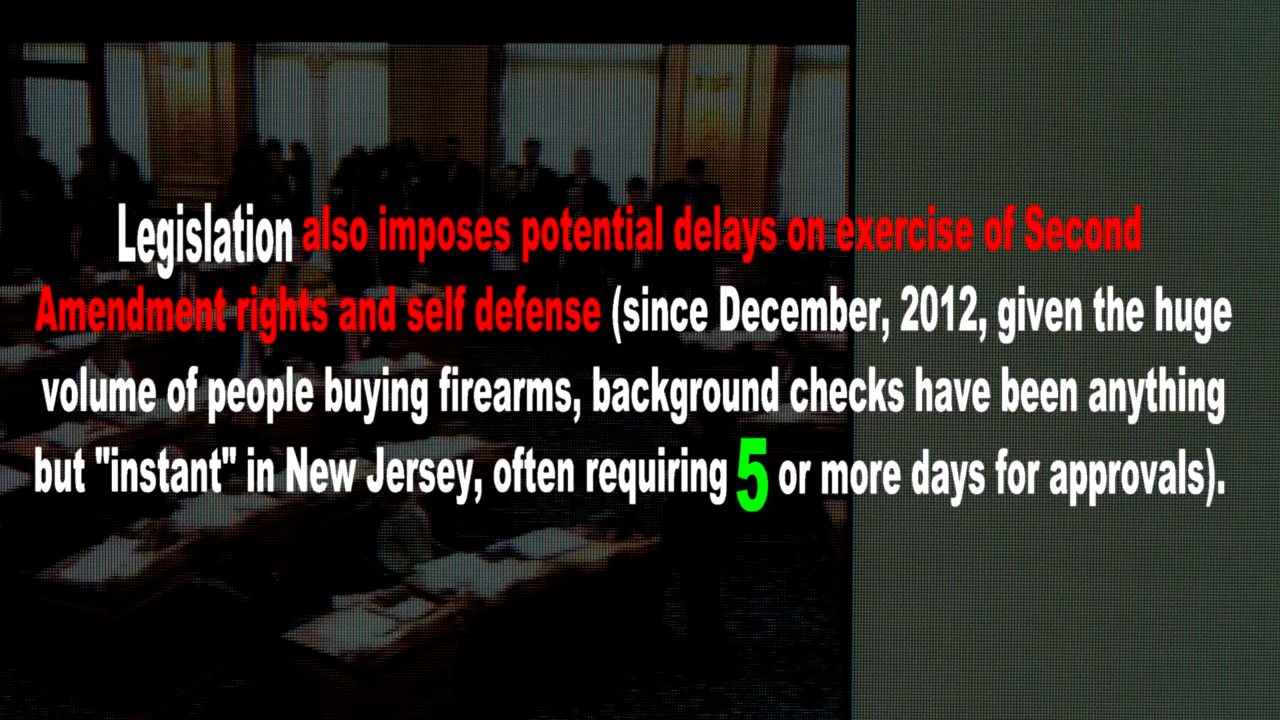 Legislation also imposes potential delays on exercise of Second
Amendment rights and self defense (since December, 2012, given the huge
volume of people buying firearms, background checks have been anything
but "instant" in New Jersey, often requiring 5 or more days for approvals).